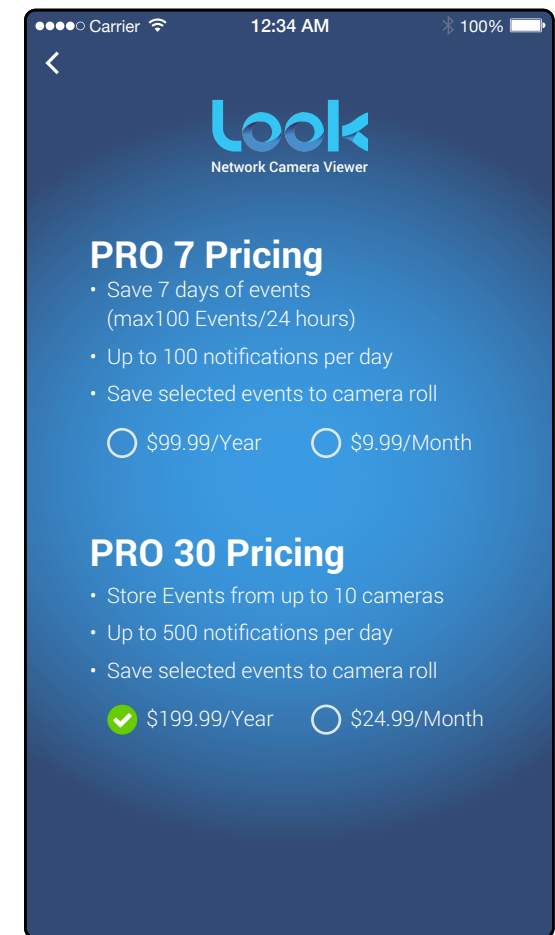 Carrier 12:34 AM 100%
Look
Network Camera Viewer
PRO 7 Pricing
• Save 7 days of events
(max100 Events/24 hours)
• Up to 100 notifications per day
• Save selected events to camera roll
$99.99/Year $9.99/Month
PRO 30 Pricing
• Store Events from up to 10 cameras
• Up to 500 notifications per day
• Save selected events to camera roll
$199.99/Year $24.99/Month